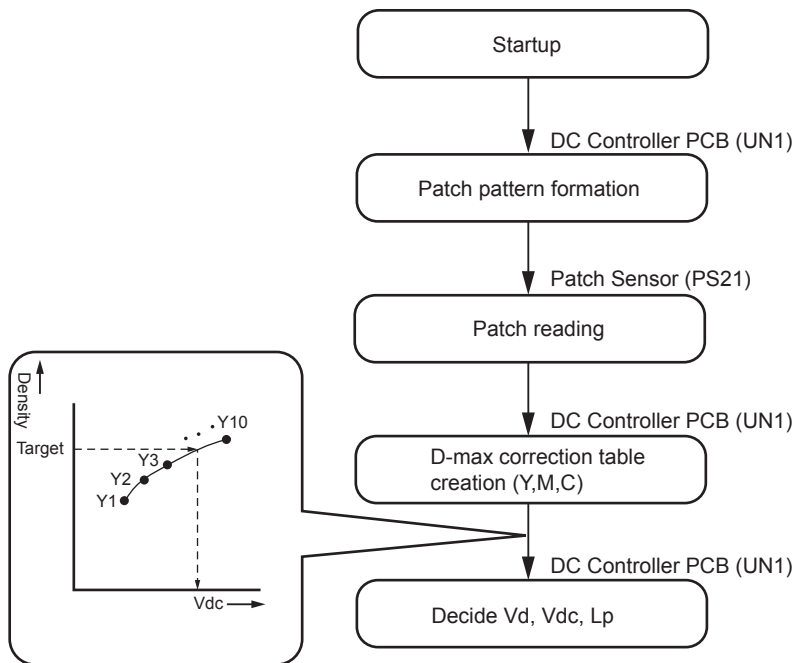 Startup
DC Controller PCB (UN1)
Patch pattern formation
Patch Sensor (PS21)
Patch reading
DC Controller PCB (UN1)
D-max correction table
creation (Y,M,C)
DC Controller PCB (UN1)
Decide Vd, Vdc, Lp
Density
Target
Y1
Y2
Y3
Y10
Vdc